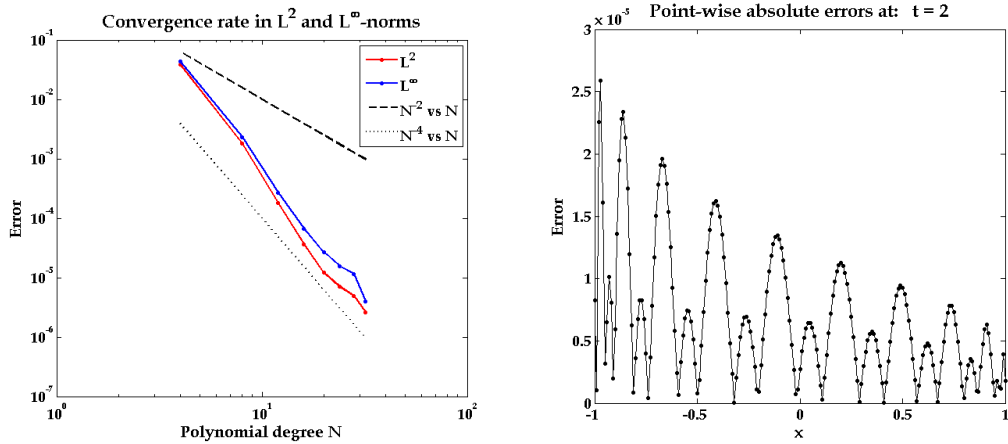 Convergence rate in L² and L∞-norms
10⁻¹
10⁻²
10⁻³
10⁻⁴
10⁻⁵
10⁻⁶
10⁻⁷
Error
10⁰
10¹
10²
Polynomial degree N
L²
L∞
N⁻² vs N
N⁻⁴ vs N
Point-wise absolute errors at: t = 2
x 10⁻⁵
3
2.5
2
1.5
1
0.5
0
Error
-1
-0.5
0
0.5
1
x